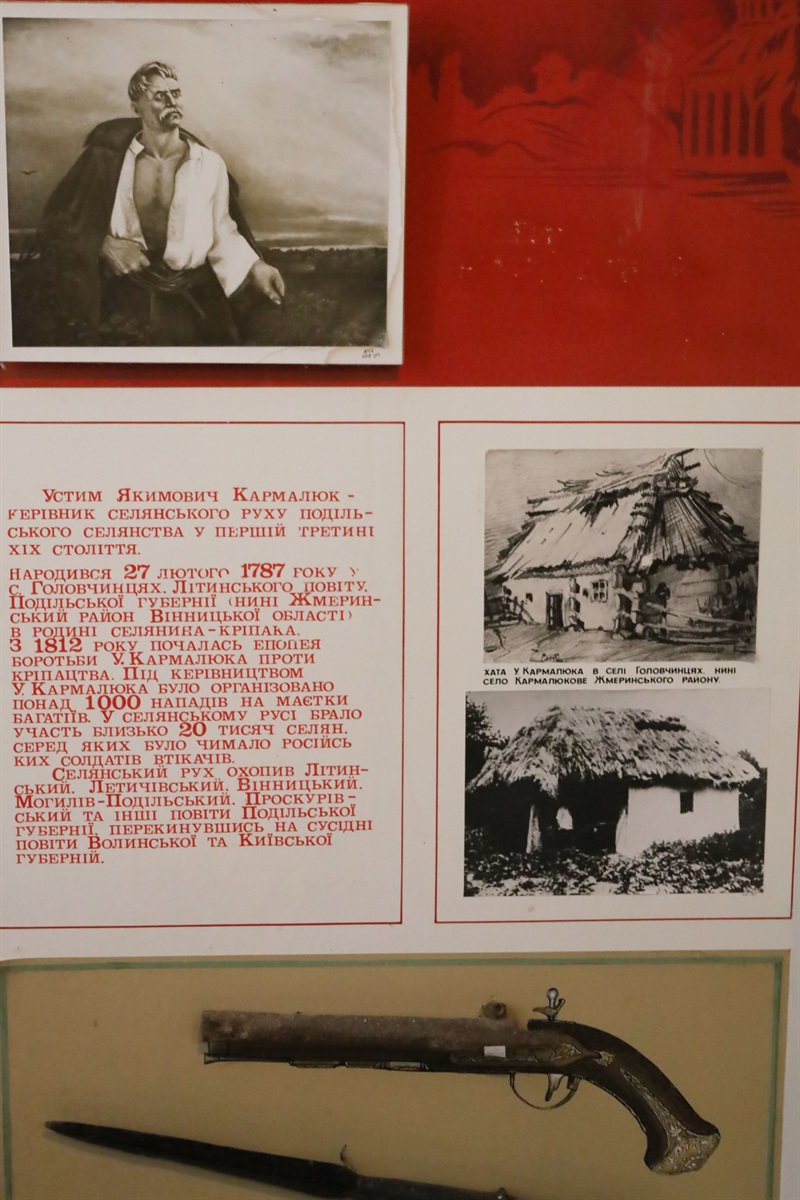 Устим Якимович Кармалюк -
керівник селянського руху поділь-
ського селянства у першій третині
XIX століття.
Народився 27 лютого 1787 року у
с. Головчинцях, Літинського повіту,
Подільської губернії (нині Жмерин-
ський район Вінницької області)
в родині селянина-кріпака.
З 1812 року почалась епопея
боротьби У.Кармалюка проти
кріпацтва. Під керівництвом
У.Кармалюка було організовано
понад 1000 нападів на маєтки
багатіїв. У селянському русі брало
участь близько 20 тисяч селян,
серед яких було чимало російсь
ких солдатів втікачів.
Селянський рух охопив Літин-
ський, Летичівський, Вінницький,
Могилів-Подільський, Проскурів-
ський та інші повіти Подільської
губернії, перекинувшись на сусідні
повіти Волинської та Київської
губерній.
Хата У.Кармалюка в селі Головчинцях, нині
село Кармалюкове Жмеринського району.